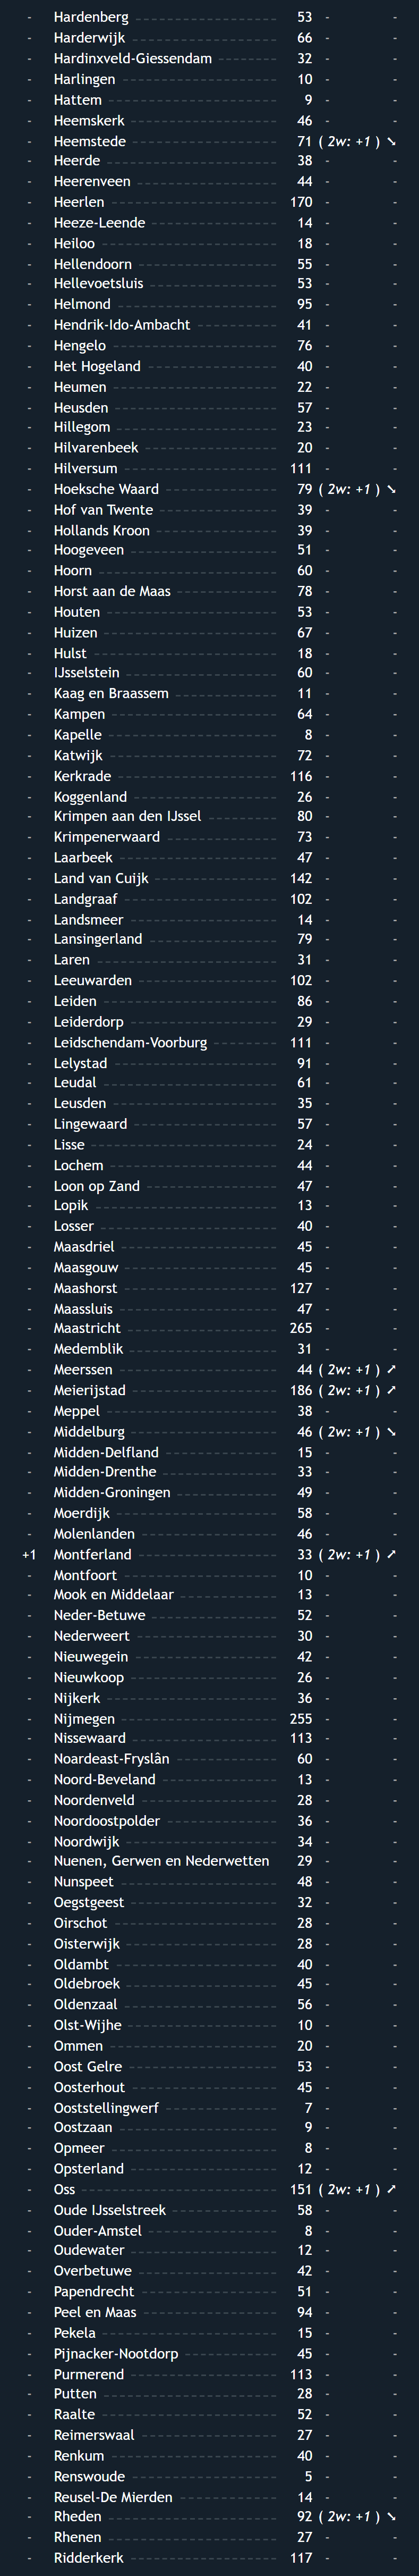 - Hardenberg 53 - -
- Harderwijk 66 - -
- Hardinxveld-Giessendam 32 - -
- Harlingen 10 - -
- Hattem 9 - -
- Heemskerk 46 - -
- Heemstede 71 ( 2w: +1 ) ➘
- Heerde 38 - -
- Heerenveen 44 - -
- Heerlen 170 - -
- Heeze-Leende 14 - -
- Heiloo 18 - -
- Hellendoorn 55 - -
- Hellevoetsluis 53 - -
- Helmond 95 - -
- Hendrik-Ido-Ambacht 41 - -
- Hengelo 76 - -
- Het Hogeland 40 - -
- Heumen 22 - -
- Heusden 57 - -
- Hillegom 23 - -
- Hilvarenbeek 20 - -
- Hilversum 111 - -
- Hoeksche Waard 79 ( 2w: +1 ) ➘
- Hof van Twente 39 - -
- Hollands Kroon 39 - -
- Hoogeveen 51 - -
- Hoorn 60 - -
- Horst aan de Maas 78 - -
- Houten 53 - -
- Huizen 67 - -
- Hulst 18 - -
- IJsselstein 60 - -
- Kaag en Braassem 11 - -
- Kampen 64 - -
- Kapelle 8 - -
- Katwijk 72 - -
- Kerkrade 116 - -
- Koggenland 26 - -
- Krimpen aan den IJssel 80 - -
- Krimpenerwaard 73 - -
- Laarbeek 47 - -
- Land van Cuijk 142 - -
- Landgraaf 102 - -
- Landsmeer 14 - -
- Lansingerland 79 - -
- Laren 31 - -
- Leeuwarden 102 - -
- Leiden 86 - -
- Leiderdorp 29 - -
- Leidschendam-Voorburg 111 - -
- Lelystad 91 - -
- Leudal 61 - -
- Leusden 35 - -
- Lingewaard 57 - -
- Lisse 24 - -
- Lochem 44 - -
- Loon op Zand 47 - -
- Lopik 13 - -
- Losser 40 - -
- Maasdriel 45 - -
- Maasgouw 45 - -
- Maashorst 127 - -
- Maassluis 47 - -
- Maastricht 265 - -
- Medemblik 31 - -
- Meerssen 44 ( 2w: +1 ) ➚
- Meierijstad 186 ( 2w: +1 ) ➚
- Meppel 38 - -
- Middelburg 46 ( 2w: +1 ) ➘
- Midden-Delfland 15 - -
- Midden-Drenthe 33 - -
- Midden-Groningen 49 - -
- Moerdijk 58 - -
- Molenlanden 46 - -
+1 Montferland 33 ( 2w: +1 ) ➚
- Montfoort 10 - -
- Mook en Middelaar 13 - -
- Neder-Betuwe 52 - -
- Nederweert 30 - -
- Nieuwegein 42 - -
- Nieuwkoop 26 - -
- Nijkerk 36 - -
- Nijmegen 255 - -
- Nissewaard 113 - -
- Noardeast-Fryslân 60 - -
- Noord-Beveland 13 - -
- Noordenveld 28 - -
- Noordoostpolder 36 - -
- Noordwijk 34 - -
- Nuenen, Gerwen en Nederwetten 29 - -
- Nunspeet 48 - -
- Oegstgeest 32 - -
- Oirschot 28 - -
- Oisterwijk 28 - -
- Oldambt 40 - -
- Oldebroek 45 - -
- Oldenzaal 56 - -
- Olst-Wijhe 10 - -
- Ommen 20 - -
- Oost Gelre 53 - -
- Oosterhout 45 - -
- Ooststellingwerf 7 - -
- Oostzaan 9 - -
- Opmeer 8 - -
- Opsterland 12 - -
- Oss 151 ( 2w: +1 ) ➚
- Oude IJsselstreek 58 - -
- Ouder-Amstel 8 - -
- Oudewater 12 - -
- Overbetuwe 42 - -
- Papendrecht 51 - -
- Peel en Maas 94 - -
- Pekela 15 - -
- Pijnacker-Nootdorp 45 - -
- Purmerend 113 - -
- Putten 28 - -
- Raalte 52 - -
- Reimerswaal 27 - -
- Renkum 40 - -
- Renswoude 5 - -
- Reusel-De Mierden 14 - -
- Rheden 92 ( 2w: +1 ) ➘
- Rhenen 27 - -
- Ridderkerk 117 - -